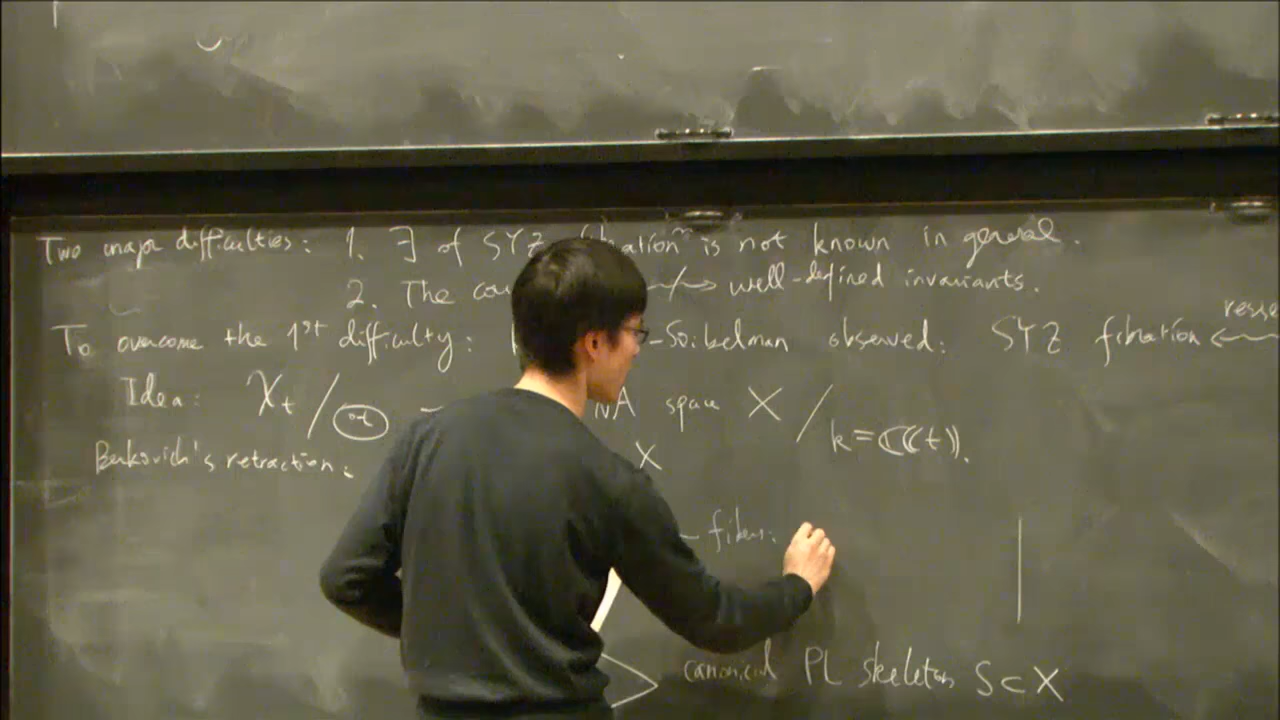 Two major difficulties: 1. ∃ of SYZ fibration is not known in general.
2. The ↛ well-defined invariants.
To overcome the 1st difficulty: -Soibelman observed: SYZ fibration ←
Idea: X_t / NA space X / k=ℂ((t)).
Berkovich's retraction: X
fibers.
canonical PL skeleton S⊂X